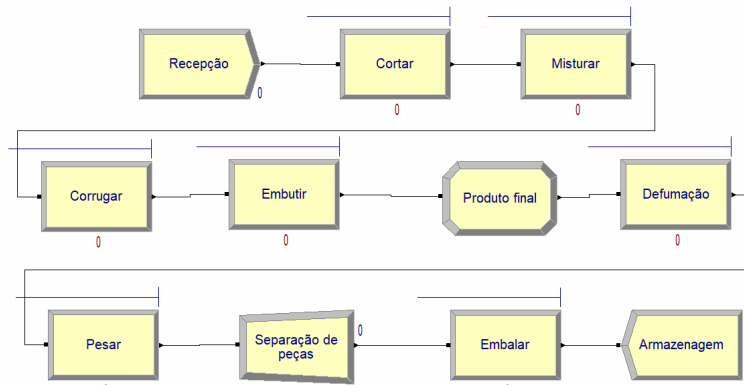 Recepção
Cortar
Misturar
0
0
0
Corrugar
Embutir
Produto final
Defumação
0
0
0
Pesar
Separação de
peças
0
Embalar
Armazenagem